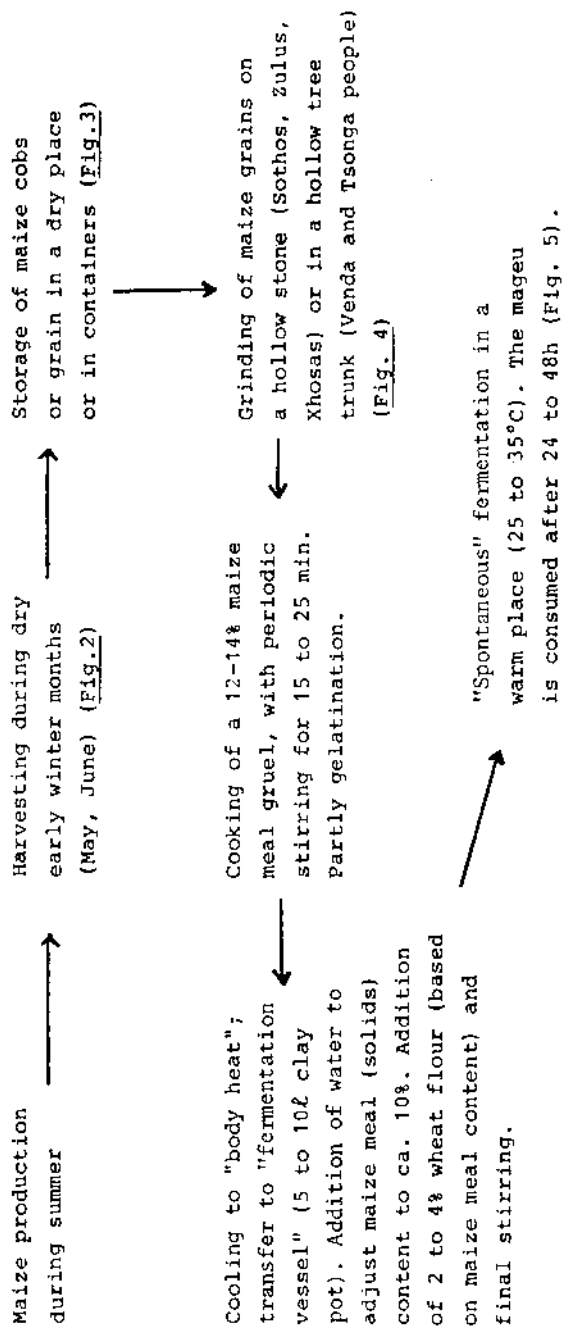 Maize production
during summer
Harvesting during dry
early winter months
(May, June) (Fig.2)
Storage of maize cobs
or grain in a dry place
or in containers (Fig.3)
Grinding of maize grains on
a hollow stone (Sothos, Zulus,
Xhosas) or in a hollow tree
trunk (Venda and Tsonga people)
(Fig. 4)
Cooking of a 12-14% maize
meal gruel, with periodic
stirring for 15 to 25 min.
Partly gelatination.
Cooling to "body heat";
transfer to "fermentation
vessel" (5 to 10ℓ clay
pot). Addition of water to
adjust maize meal (solids)
content to ca. 10%. Addition
of 2 to 4% wheat flour (based
on maize meal content) and
final stirring.
"Spontaneous" fermentation in a
warm place (25 to 35°C). The mageu
is consumed after 24 to 48h (Fig. 5).